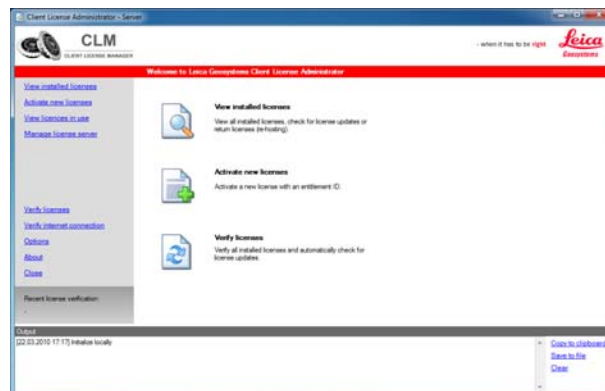 Client License Administrator - Server
CLM
CLIENT LICENSE MANAGER
- when it has to be right
Leica
Geosystems
Welcome to Leica Geosystems Client License Administrator
View installed licenses
Activate new licenses
View licences in use
Manage license server
Verify licenses
Verify internet connection
Options
About
Close
Recent license verification:
-
View installed licenses
View all installed licenses, check for license updates or
return licenses (e-hosting).
Activate new licenses
Activate a new license with an entitlement ID.
Verify licenses
Verify all installed licenses and automatically check for
license updates.
Output
[22.03.2010 17:17] Initialize locally
Copy to clipboard
Save to file
Clear